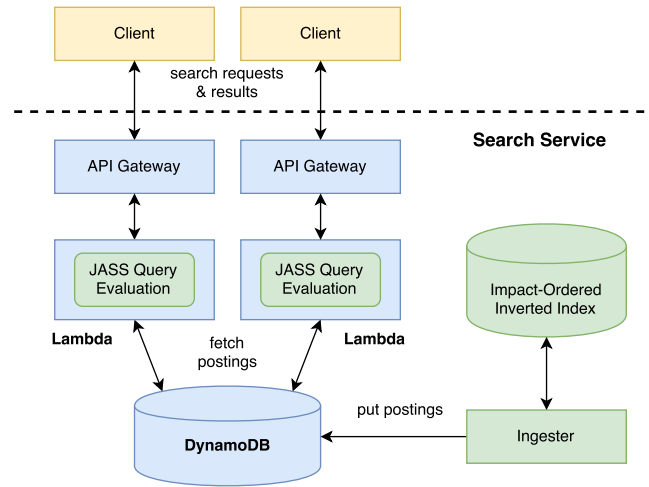 Client
Client
search requests
& results
Search Service
API Gateway
API Gateway
JASS Query
Evaluation
JASS Query
Evaluation
Impact-Ordered
Inverted Index
Lambda
Lambda
fetch
postings
put postings
DynamoDB
Ingester